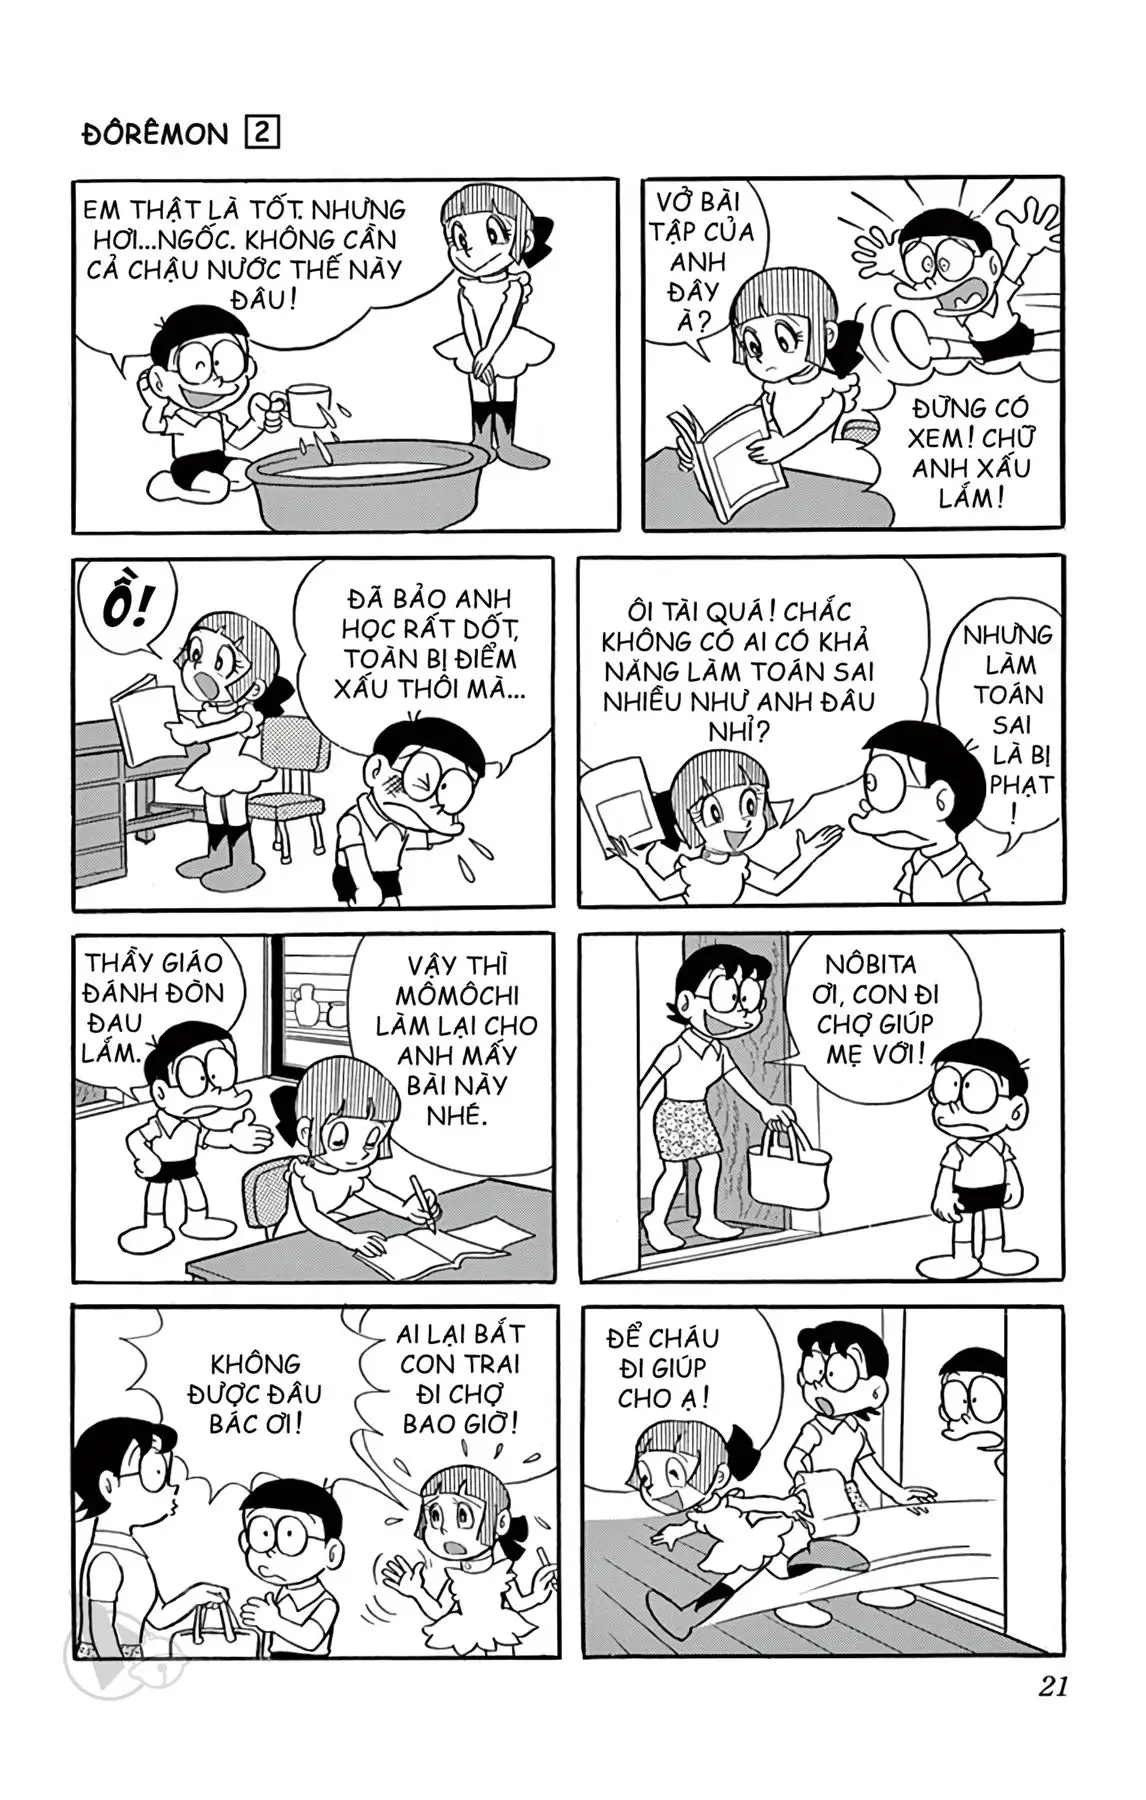 ĐÔRÊMON 2
EM THẬT LÀ TỐT. NHƯNG
HƠI...NGỐC. KHÔNG CẦN
CẢ CHẬU NƯỚC THẾ NÀY
ĐÂU!
VỞ BÀI
TẬP CỦA
ANH
ĐÂY
À?
ĐỪNG CÓ
XEM! CHỮ
ANH XẤU
LẮM!
Ồ!
ĐÃ BẢO ANH
HỌC RẤT DỐT,
TOÀN BỊ ĐIỂM
XẤU THÔI MÀ...
ÔI TÀI QUÁ! CHẮC
KHÔNG CÓ AI CÓ KHẢ
NĂNG LÀM TOÁN SAI
NHIỀU NHƯ ANH ĐÂU
NHỈ?
NHƯNG
LÀM
TOÁN
SAI
LÀ BỊ
PHẠT
!
THẦY GIÁO
ĐÁNH ĐÒN
ĐAU
LẮM.
VẬY THÌ
MÔMÔCHI
LÀM LẠI CHO
ANH MẤY
BÀI NÀY
NHÉ.
NÔBITA
ƠI, CON ĐI
CHỢ GIÚP
MẸ VỚI!
KHÔNG
ĐƯỢC ĐÂU
BÁC ƠI!
AI LẠI BẮT
CON TRAI
ĐI CHỢ
BAO GIỜ!
ĐỂ CHÁU
ĐI GIÚP
CHO Ạ!
21